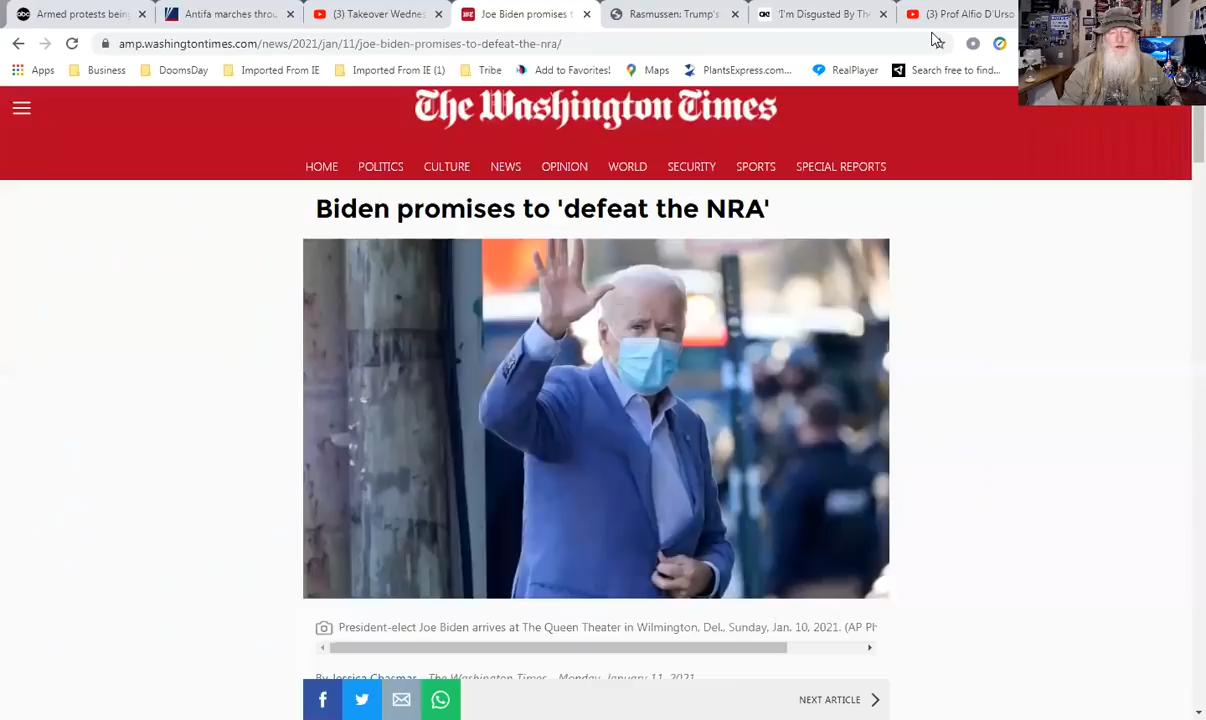 Armed protests bein
Antifa marches throu
(3) Takeover Wednes
Joe Biden promises t
Rasmussen: Trump's
'I'm Disgusted By The
(3) Prof Alfio D'Urso
amp.washingtontimes.com/news/2021/jan/11/joe-biden-promises-to-defeat-the-nra/
Apps
Business
DoomsDay
Imported From IE
Imported From IE (1)
Tribe
Add to Favorites!
Maps
PlantsExpress.com...
RealPlayer
Search free to find...
The Washington Times
HOME POLITICS CULTURE NEWS OPINION WORLD SECURITY SPORTS SPECIAL REPORTS
Biden promises to 'defeat the NRA'
President-elect Joe Biden arrives at The Queen Theater in Wilmington, Del., Sunday, Jan. 10, 2021. (AP Ph
By Jessica Chasmar - The Washington Times - Monday, January 11, 2021
NEXT ARTICLE